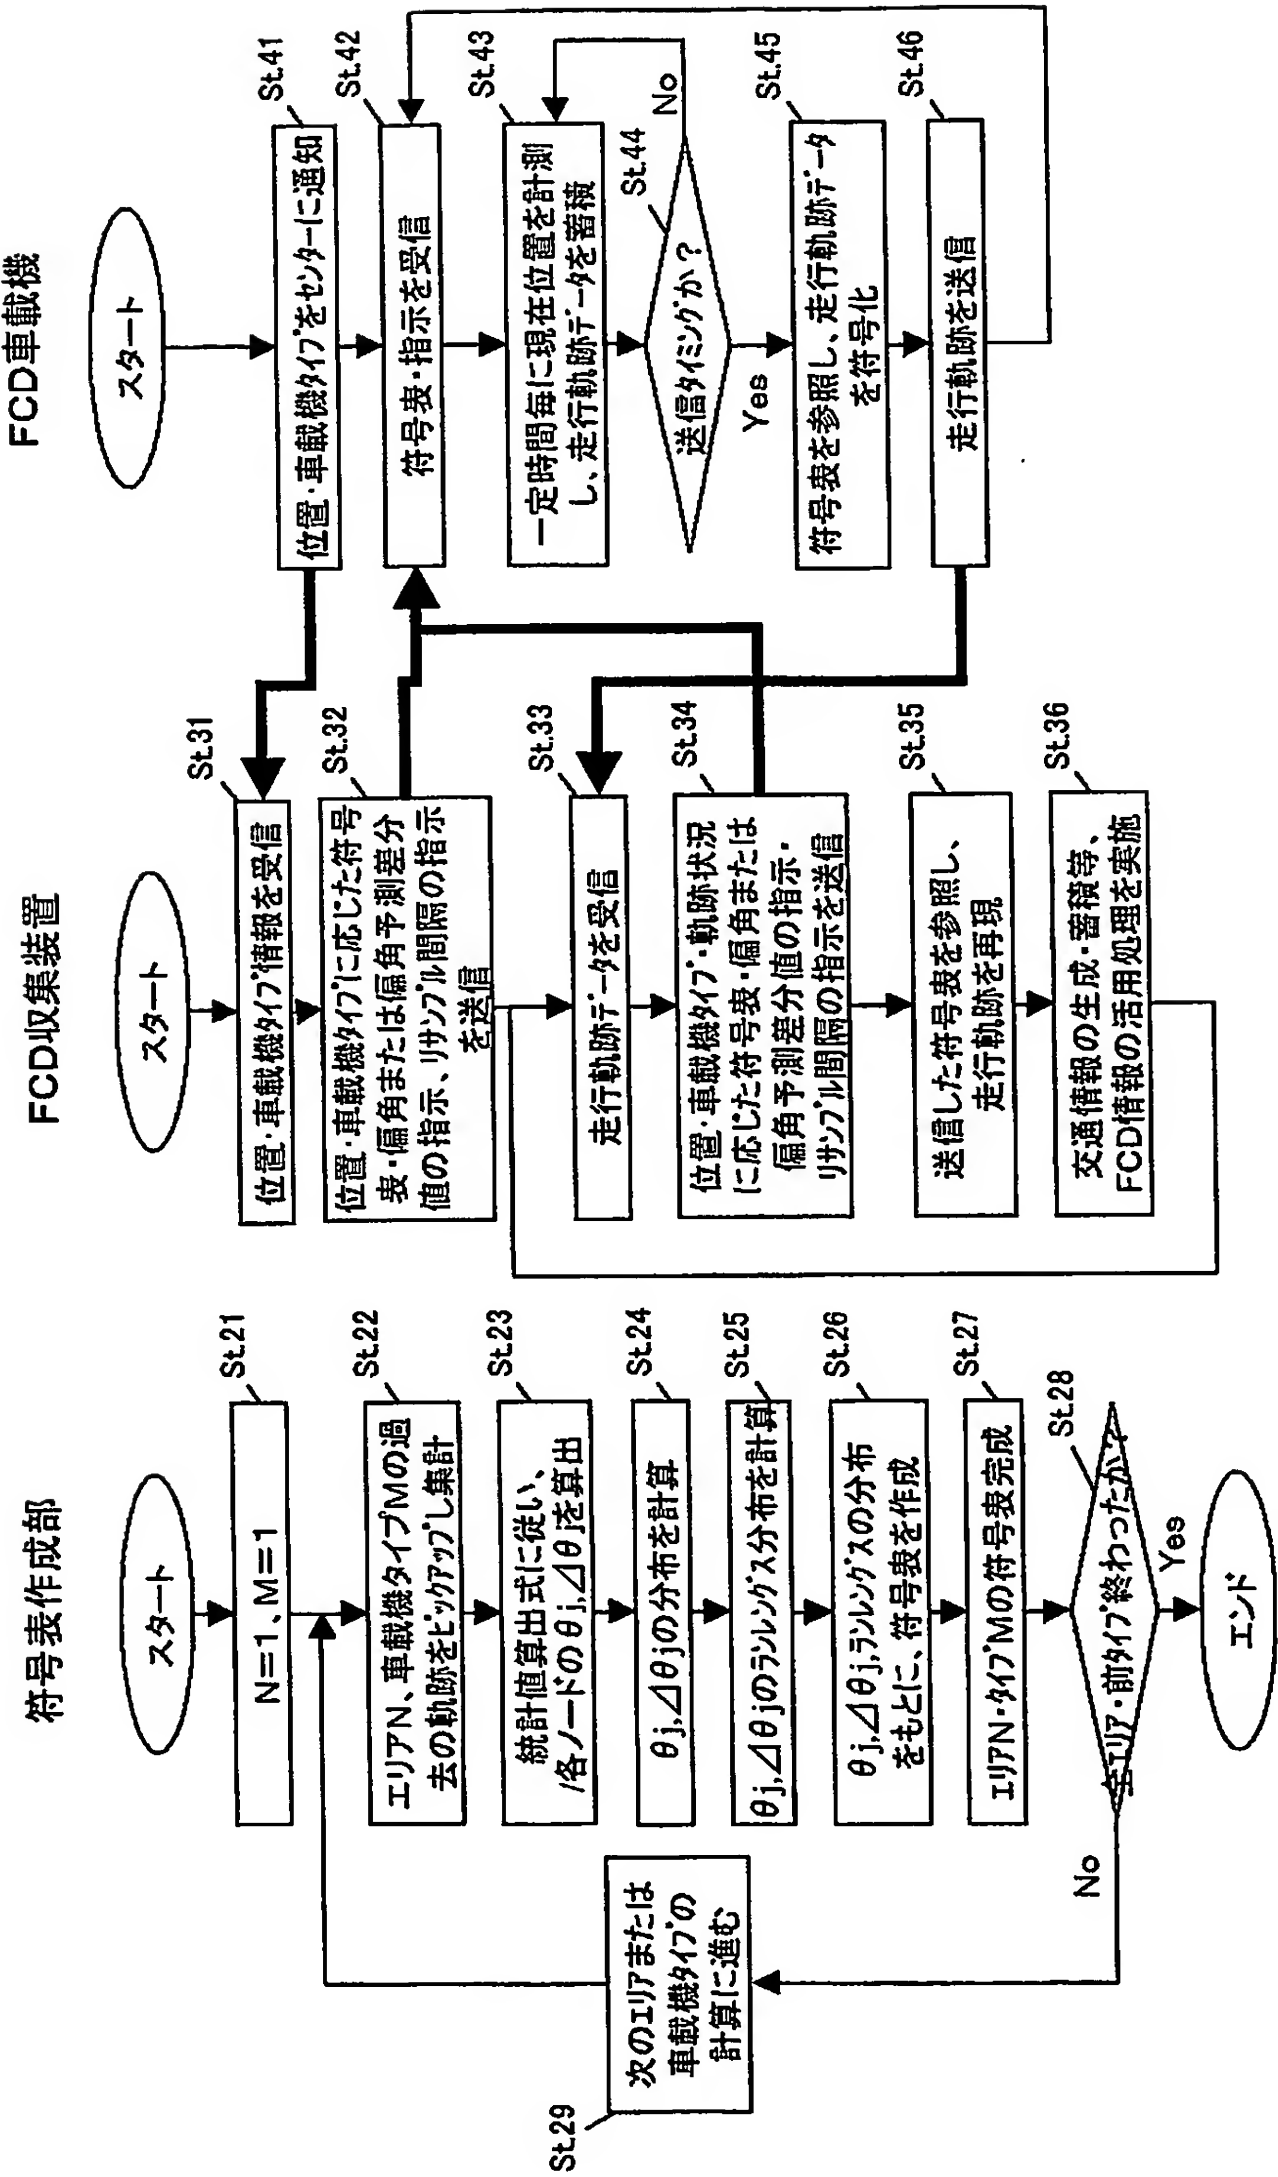 符号表作成部
スタート
St.21
N=1、M=1
St.22
エリアN、車載機タイプMの過
去の軌跡をピックアップし集計
St.23
統計値算出式に従い、
各ノードのθj,⊿θjを算出
St.24
θj,⊿θjの分布を計算
St.25
θj,⊿θjのランレングス分布を計算
St.26
θj,⊿θj,ランレングスの分布
をもとに、符号表を作成
St.27
エリアN・タイプMの符号表完成
St.28
全エリア・前タイプ終わったか?
Yes
No
エンド
St.29
次のエリアまたは
車載機タイプの
計算に進む
FCD収集装置
スタート
St.31
位置・車載機タイプ情報を受信
St.32
位置・車載機タイプに応じた符号
表・偏角または偏角予測差分
値の指示、リサンプル間隔の指示
を送信
St.33
走行軌跡データを受信
St.34
位置・車載機タイプ・軌跡状況
に応じた符号表・偏角または
偏角予測差分値の指示・
リサンプル間隔の指示を送信
St.35
送信した符号表を参照し、
走行軌跡を再現
St.36
交通情報の生成・蓄積等、
FCD情報の活用処理を実施
FCD車載機
スタート
St.41
位置・車載機タイプをセンターに通知
St.42
符号表・指示を受信
St.43
一定時間毎に現在位置を計測
し、走行軌跡データを蓄積
St.44
送信タイミングか?
No
Yes
St.45
符号表を参照し、走行軌跡データ
を符号化
St.46
走行軌跡を送信